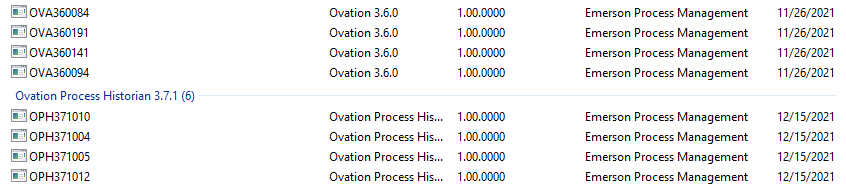 OVA360084 Ovation 3.6.0 1.00.0000 Emerson Process Management 11/26/2021
OVA360191 Ovation 3.6.0 1.00.0000 Emerson Process Management 11/26/2021
OVA360141 Ovation 3.6.0 1.00.0000 Emerson Process Management 11/26/2021
OVA360094 Ovation 3.6.0 1.00.0000 Emerson Process Management 11/26/2021
Ovation Process Historian 3.7.1 (6)
OPH371010 Ovation Process His... 1.00.0000 Emerson Process Management 12/15/2021
OPH371004 Ovation Process His... 1.00.0000 Emerson Process Management 12/15/2021
OPH371005 Ovation Process His... 1.00.0000 Emerson Process Management 12/15/2021
OPH371012 Ovation Process His... 1.00.0000 Emerson Process Management 12/15/2021